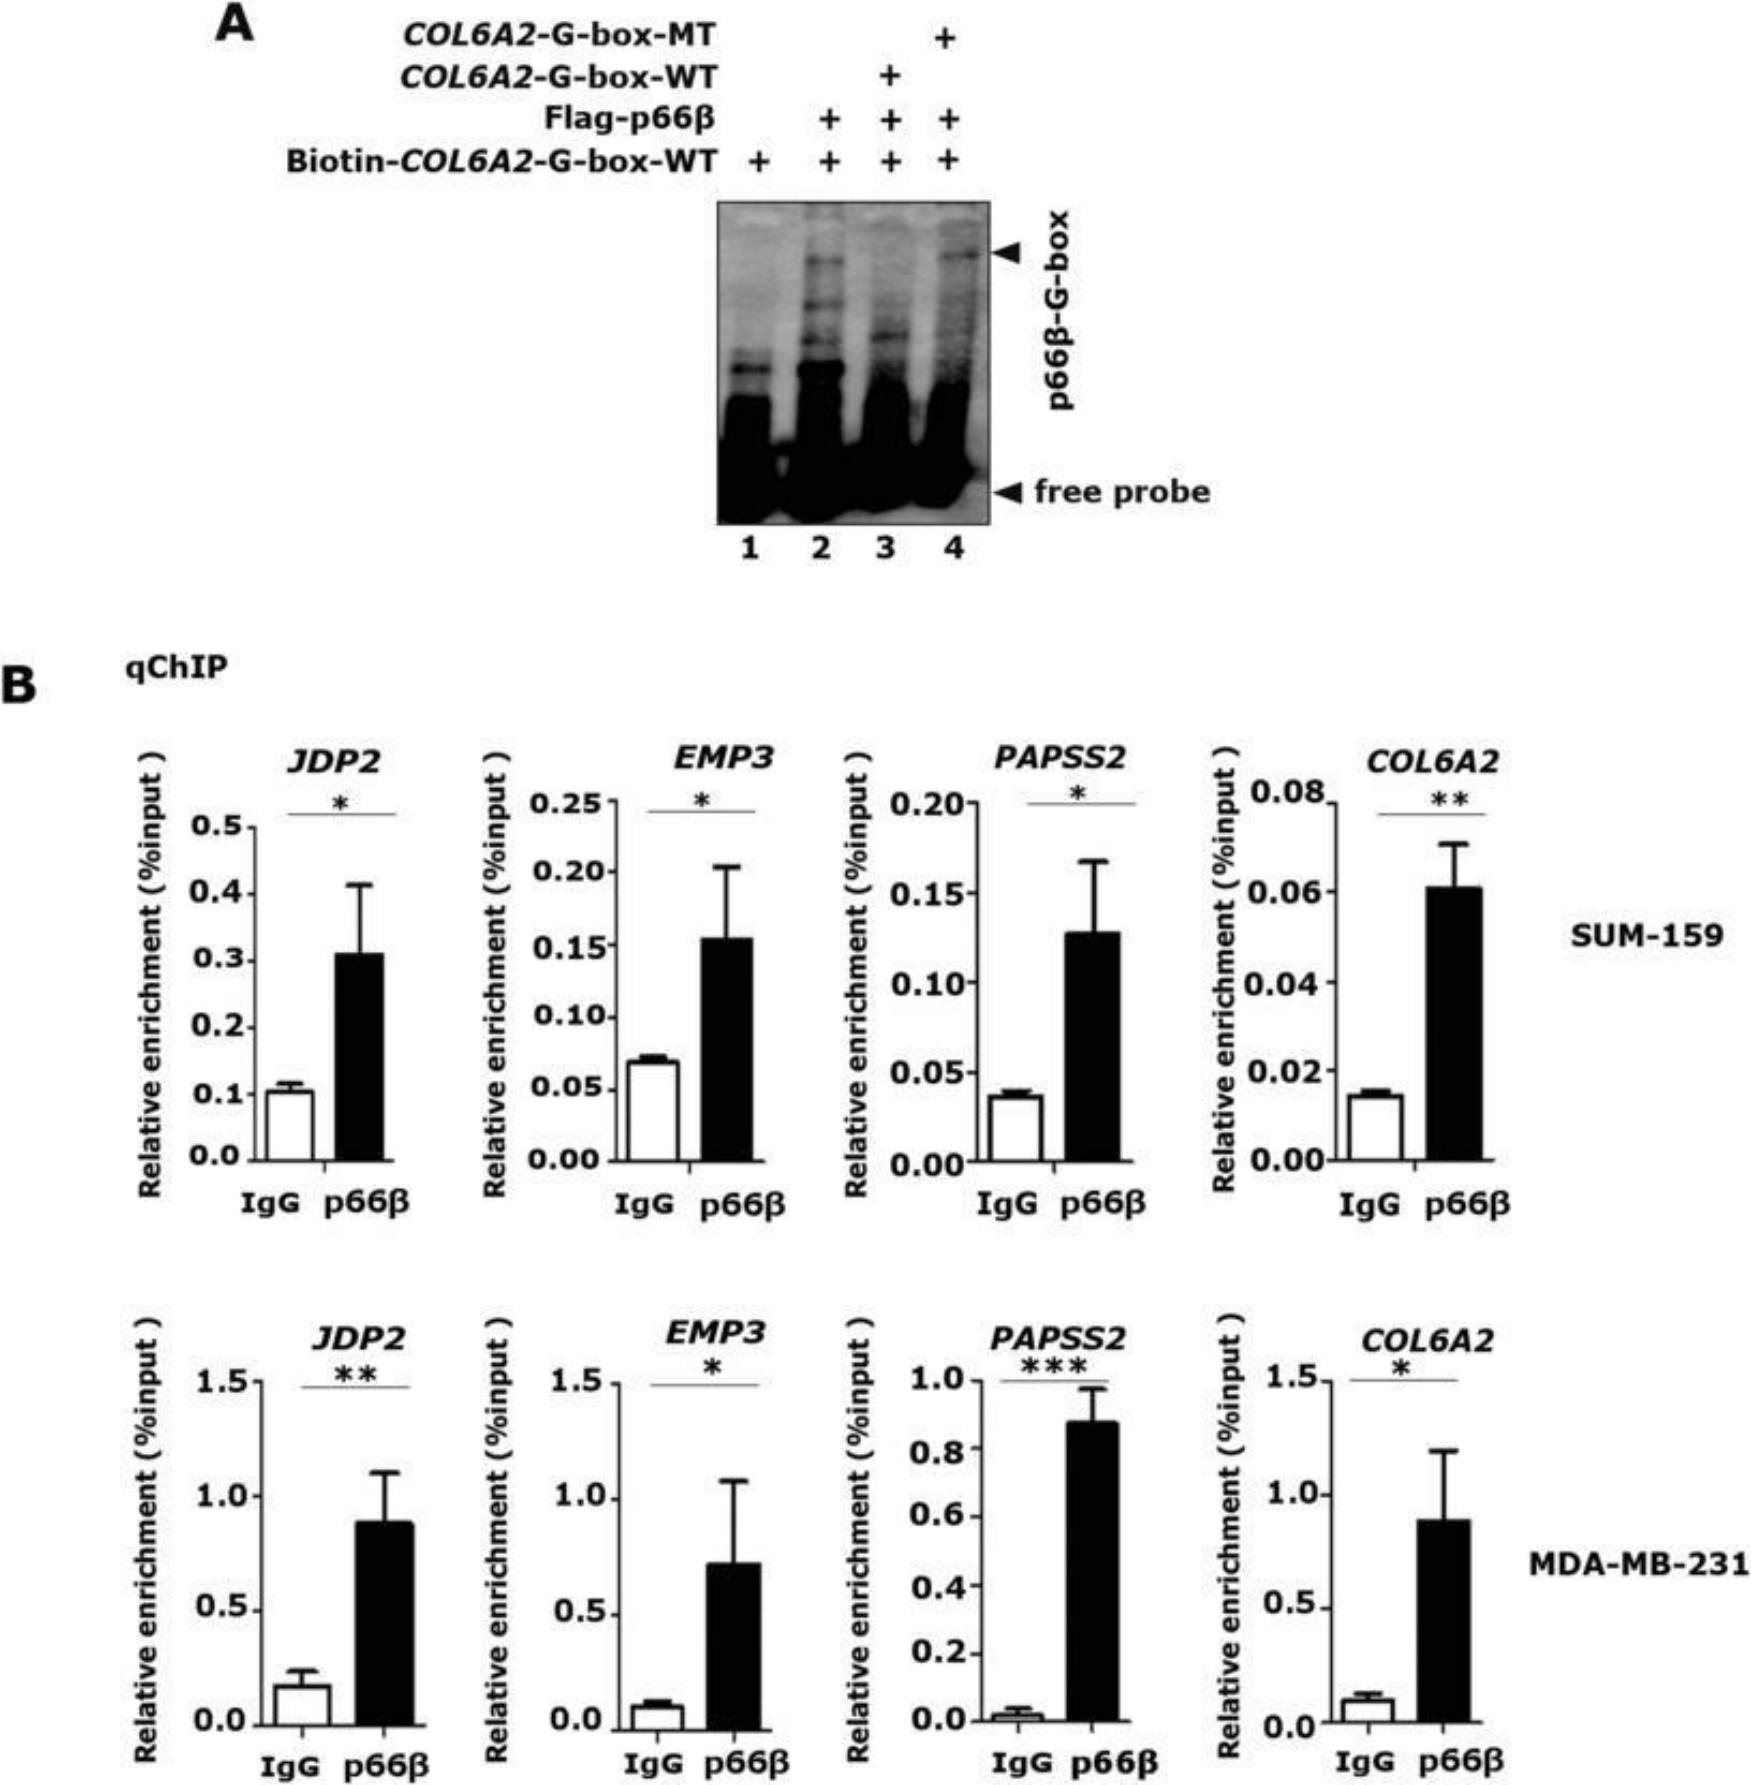 A
COL6A2-G-box-MT +
COL6A2-G-box-WT +
Flag-p66β + + +
Biotin-COL6A2-G-box-WT + + + +
p66β-G-box
free probe
1 2 3 4
B
qChIP
JDP2
*
Relative enrichment (%input )
0.5
0.4
0.3
0.2
0.1
0.0
IgG p66β
EMP3
*
Relative enrichment (%input )
0.25
0.20
0.15
0.10
0.05
0.00
IgG p66β
PAPSS2
*
Relative enrichment (%input )
0.20
0.15
0.10
0.05
0.00
IgG p66β
COL6A2
**
Relative enrichment (%input )
0.08
0.06
0.04
0.02
0.00
IgG p66β
SUM-159
JDP2
**
Relative enrichment (%input )
1.5
1.0
0.5
0.0
IgG p66β
EMP3
*
Relative enrichment (%input )
1.5
1.0
0.5
0.0
IgG p66β
PAPSS2
***
Relative enrichment (%input )
1.0
0.8
0.6
0.4
0.2
0.0
IgG p66β
COL6A2
*
Relative enrichment (%input )
1.5
1.0
0.5
0.0
IgG p66β
MDA-MB-231